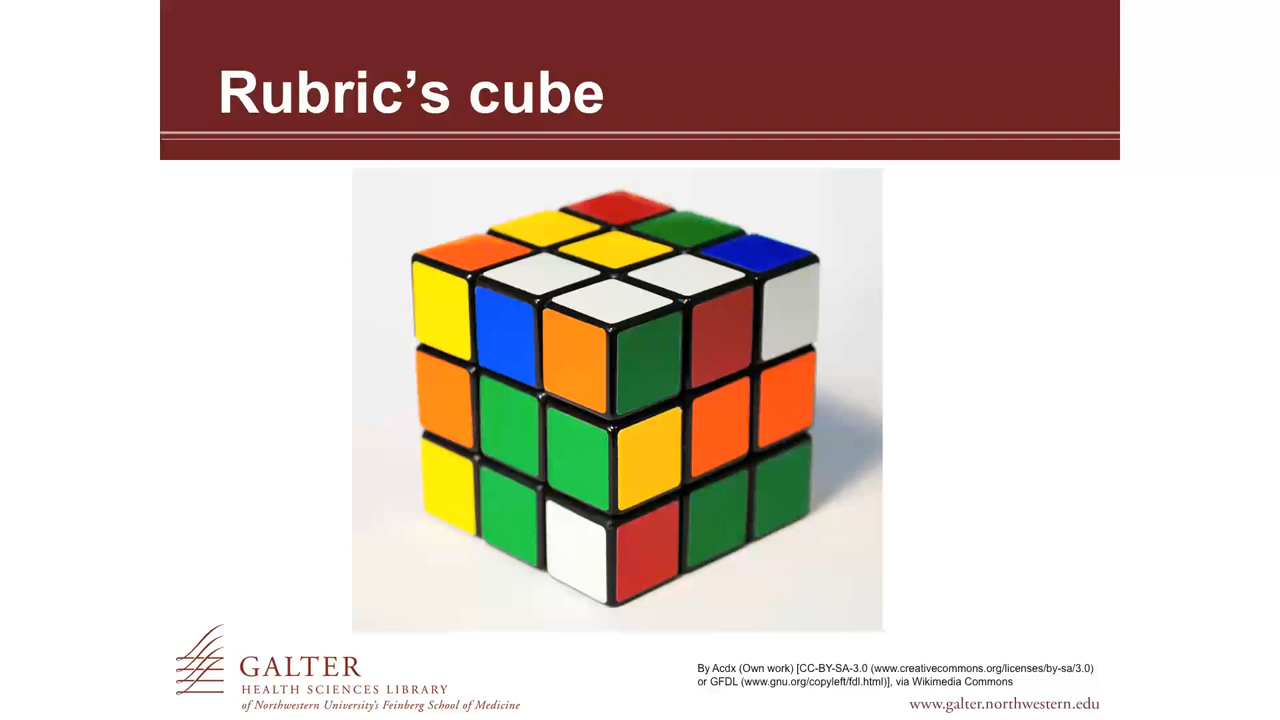 Rubric’s cube
By Acdx (Own work) [CC-BY-SA-3.0 (www.creativecommons.org/licenses/by-sa/3.0)
or GFDL (www.gnu.org/copyleft/fdl.html)], via Wikimedia Commons
GALTER
HEALTH SCIENCES LIBRARY
of Northwestern University's Feinberg School of Medicine
www.galter.northwestern.edu